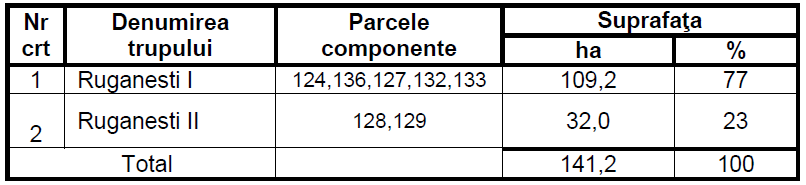 Nr crt Denumirea trupului Parcele componente Suprafaţa
ha %
1 Ruganesti I 124,136,127,132,133 109,2 77
2 Ruganesti II 128,129 32,0 23
Total 141,2 100